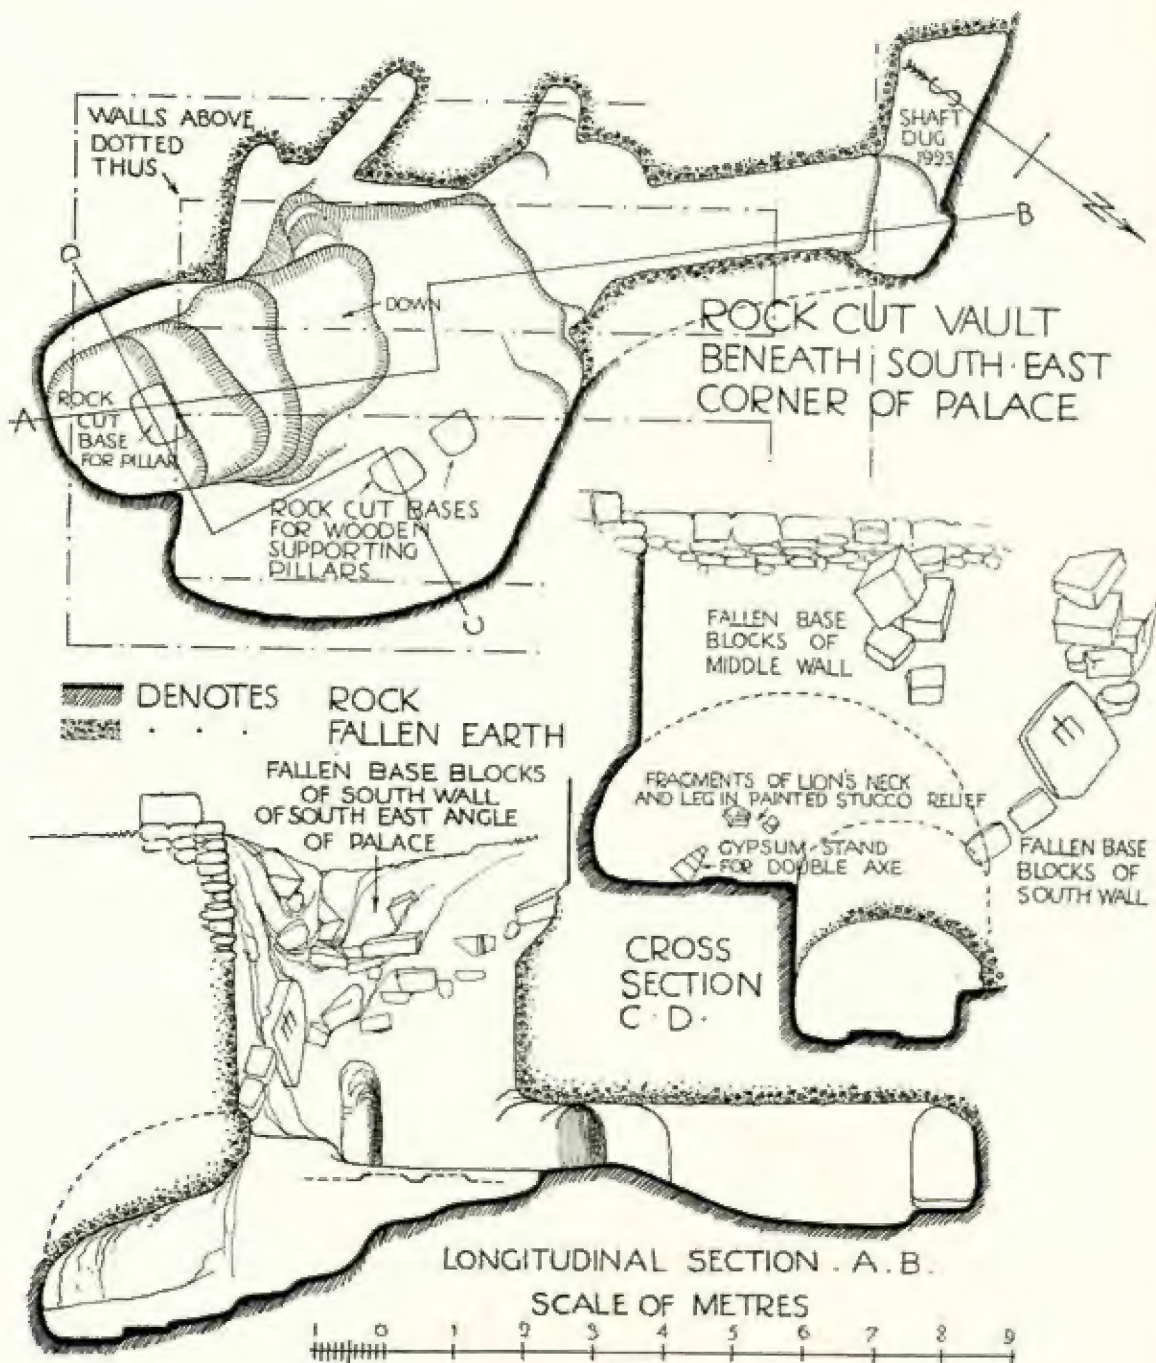 WALLS ABOVE
DOTTED
THUS
SHAFT
DUG
1923
S
N
B
D
DOWN
ROCK CUT VAULT
BENEATH SOUTH-EAST
CORNER OF PALACE
A
ROCK
CUT
BASE
FOR PILLAR
ROCK CUT BASES
FOR WOODEN
SUPPORTING
PILLARS
C
FALLEN BASE
BLOCKS OF
MIDDLE WALL
DENOTES ROCK
. . . FALLEN EARTH
FALLEN BASE BLOCKS
OF SOUTH WALL
OF SOUTH EAST ANGLE
OF PALACE
FRAGMENTS OF LION'S NECK
AND LEG IN PAINTED STUCCO RELIEF
GYPSUM STAND
FOR DOUBLE AXE
FALLEN BASE
BLOCKS OF
SOUTH WALL
CROSS
SECTION
C.D.
LONGITUDINAL SECTION . A.B.
SCALE OF METRES
1 0 1 2 3 4 5 6 7 8 9